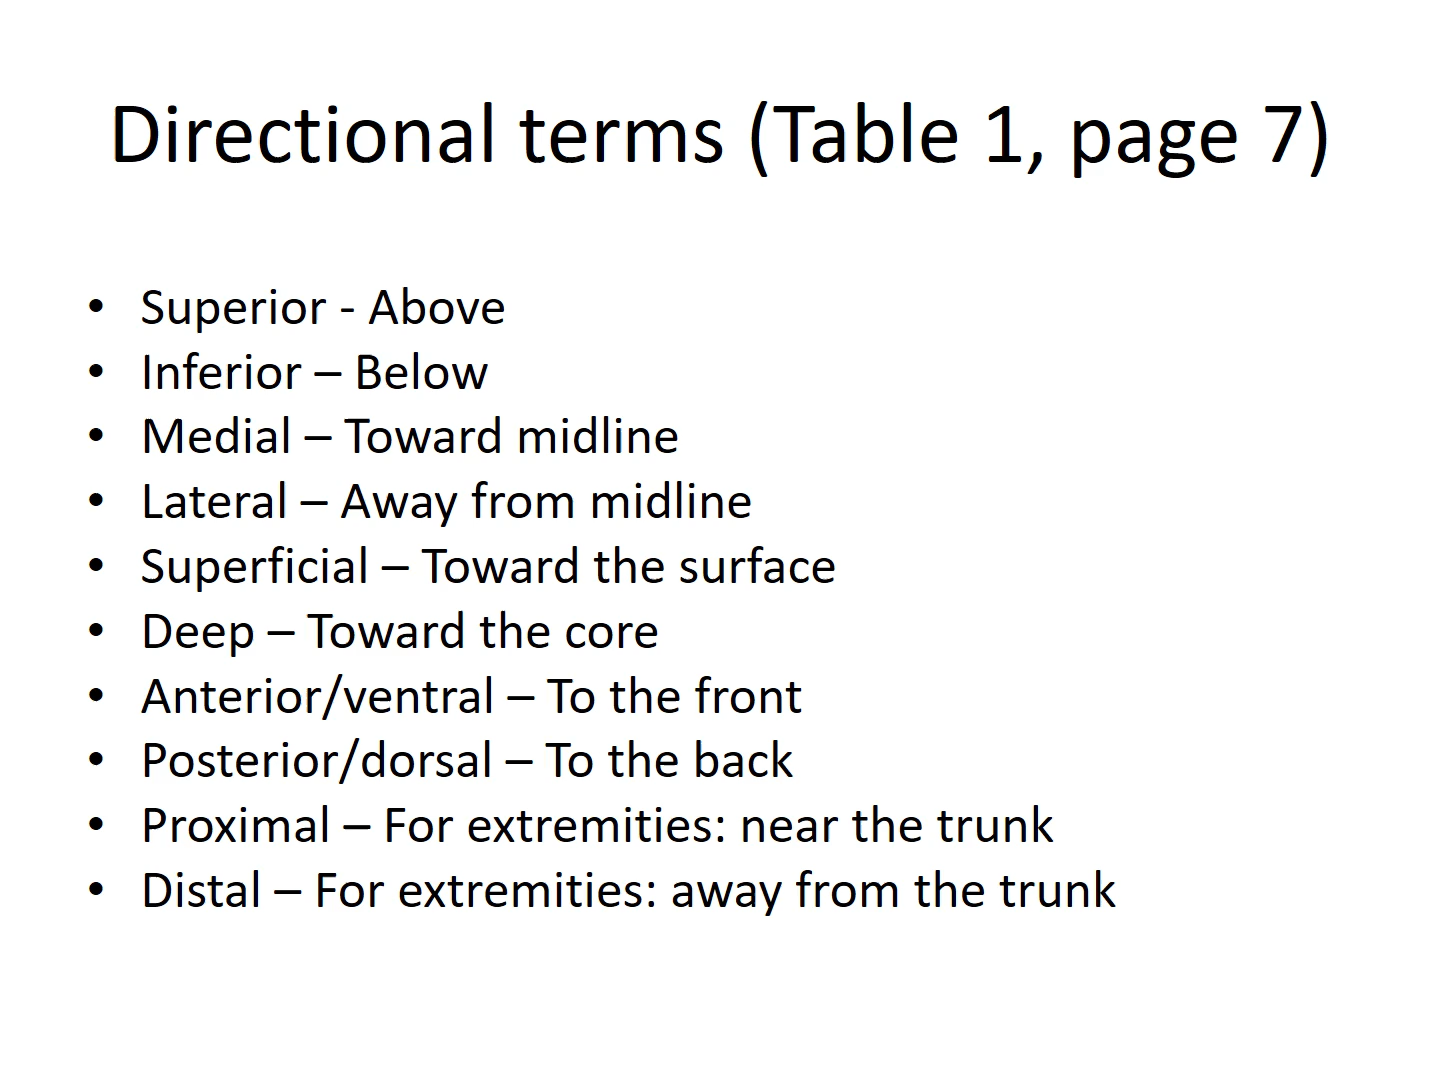 Directional terms (Table 1, page 7)
• Superior - Above
• Inferior – Below
• Medial – Toward midline
• Lateral – Away from midline
• Superficial – Toward the surface
• Deep – Toward the core
• Anterior/ventral – To the front
• Posterior/dorsal – To the back
• Proximal – For extremities: near the trunk
• Distal – For extremities: away from the trunk